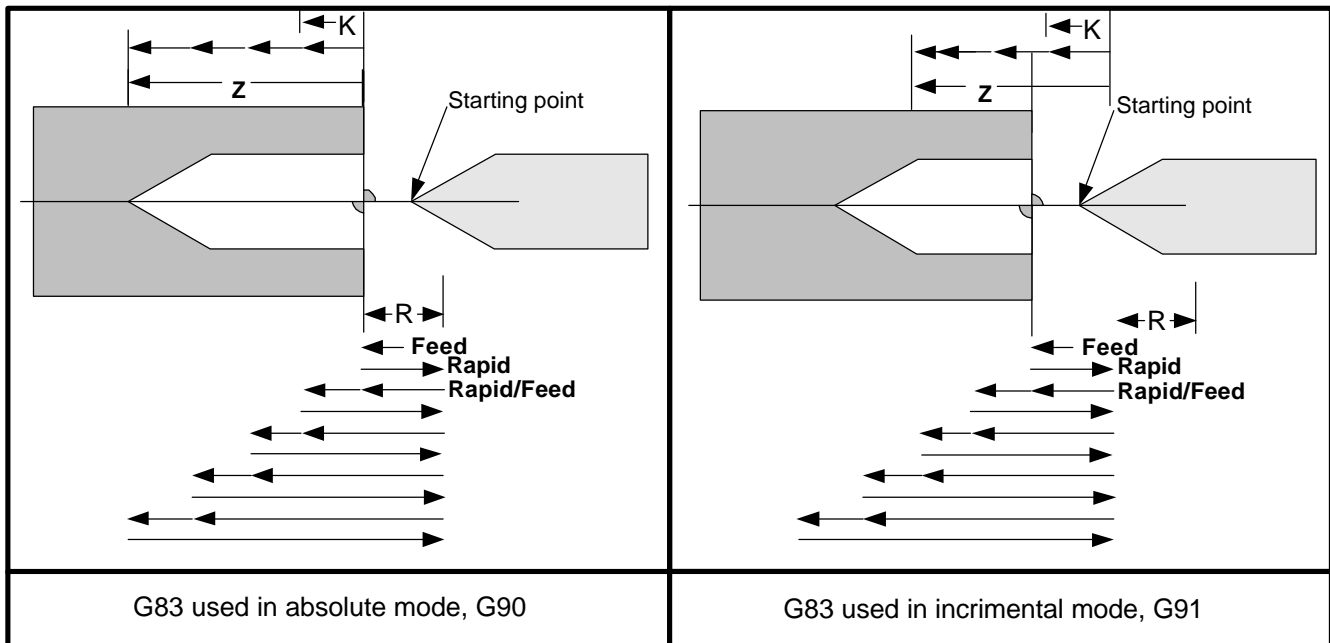 K
Z
Starting point
R
Feed
Rapid
Rapid/Feed
G83 used in absolute mode, G90
K
Z
Starting point
R
Feed
Rapid
Rapid/Feed
G83 used in incrimental mode, G91